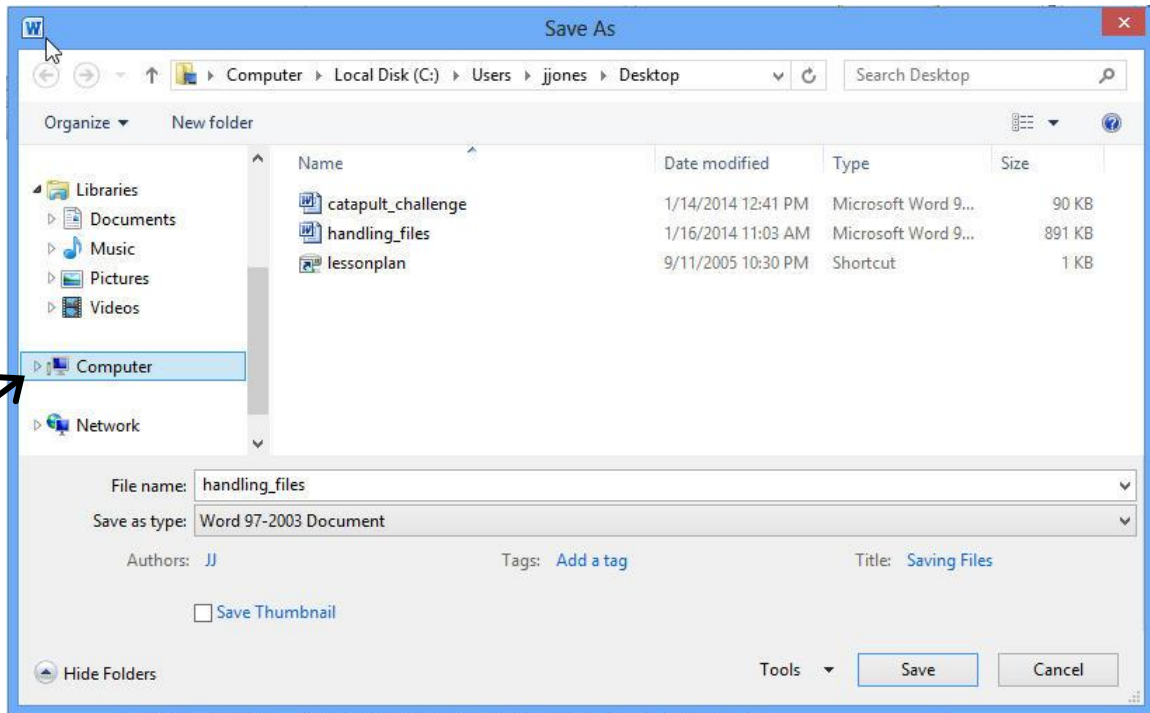 Save As
Computer Local Disk (C:) Users jjones Desktop Search Desktop
Organize New folder
Name Date modified Type Size
Libraries
Documents
Music
Pictures
Videos
Computer
Network
catapult_challenge 1/14/2014 12:41 PM Microsoft Word 9... 90 KB
handling_files 1/16/2014 11:03 AM Microsoft Word 9... 891 KB
lessonplan 9/11/2005 10:30 PM Shortcut 1 KB
File name: handling_files
Save as type: Word 97-2003 Document
Authors: JJ Tags: Add a tag Title: Saving Files
Save Thumbnail
Hide Folders Tools Save Cancel